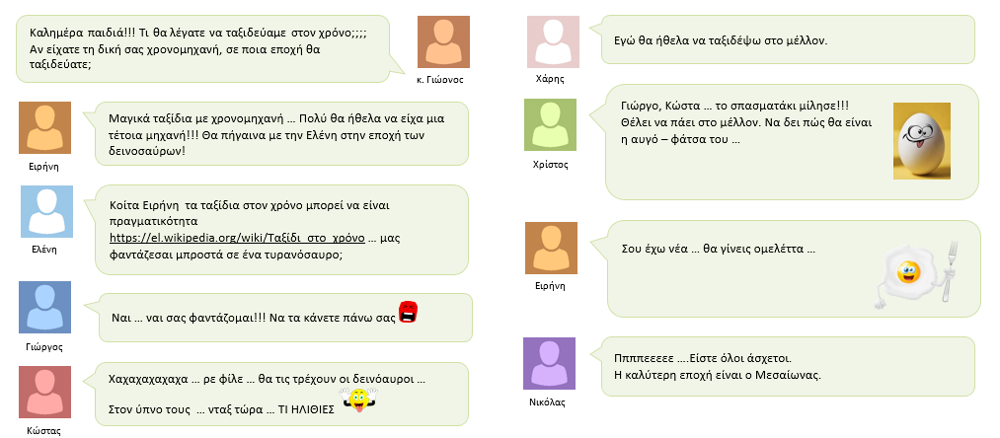 Καλημέρα παιδιά!!! Τι θα λέγατε να ταξιδεύαμε στον χρόνο;;;;
Αν είχατε τη δική σας χρονομηχανή, σε ποια εποχή θα
ταξιδεύατε;
κ. Γιώργος
Μαγικά ταξίδια με χρονομηχανή … Πολύ θα ήθελα να είχα μια
τέτοια μηχανή!!! Θα πήγαινα με την Ελένη στην εποχή των
δεινοσαύρων!
Ειρήνη
Κοίτα Ειρήνη τα ταξίδια στον χρόνο μπορεί να είναι
πραγματικότητα
https://el.wikipedia.org/wiki/Ταξίδι_στο_χρόνο … μας
φαντάζεσαι μπροστά σε ένα τυρανόσαυρο;
Ελένη
Ναι … ναι σας φαντάζομαι!!! Να τα κάνετε πάνω σας
Γιώργος
Χαχαχαχαχαχα … ρε φίλε … θα τις τρέχουν οι δεινόαυροι …
Στον ύπνο τους … νταξ τώρα … ΤΙ ΗΛΙΘΙΕΣ
Κώστας
Εγώ θα ήθελα να ταξιδέψω στο μέλλον.
Χάρης
Γιώργο, Κώστα … το σπασματάκι μίλησε!!!
Θέλει να πάει στο μέλλον. Να δει πώς θα είναι
η αυγό – φάτσα του …
Χρίστος
Σου έχω νέα … θα γίνεις ομελέττα …
Ειρήνη
Πππππεεεεε ….Είστε όλοι άσχετοι.
Η καλύτερη εποχή είναι ο Μεσαίωνας.
Νικόλας